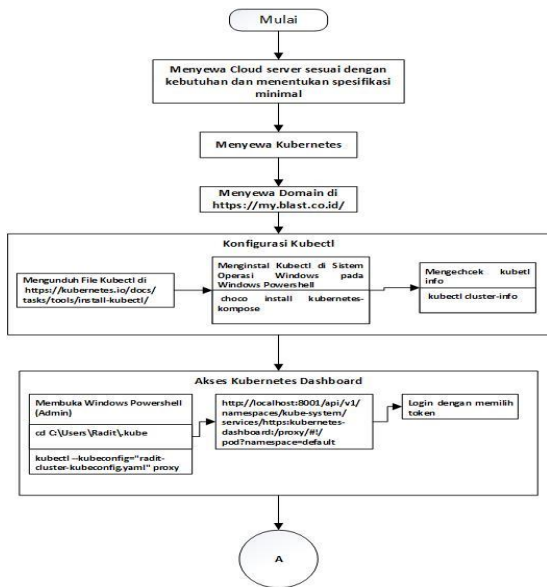 Mulai
Menyewa Cloud server sesuai dengan
kebutuhan dan menentukan spesifikasi
minimal
Menyewa Kubernetes
Menyewa Domain di
https://my.blast.co.id/
Konfigurasi Kubectl
Mengunduh File Kubectl di
https://kubernetes.io/docs/
tasks/tools/install-kubectl/
Menginstal Kubectl di Sistem
Operasi Windows pada
Windows Powershell
choco install kubernetes-
kompose
Mengechcek kubetl
info
kubectl cluster-info
Akses Kubernetes Dashboard
Membuka Windows Powershell
(Admin)
cd C:\Users\Radit\.kube
kubectl --kubeconfig="radit-
cluster-kubeconfig.yaml" proxy
http://localhost:8001/api/v1/
namespaces/kube-system/
services/https:kubernetes-
dashboard:/proxy/#!/
pod?namespace=default
Login dengan memilih
token
A